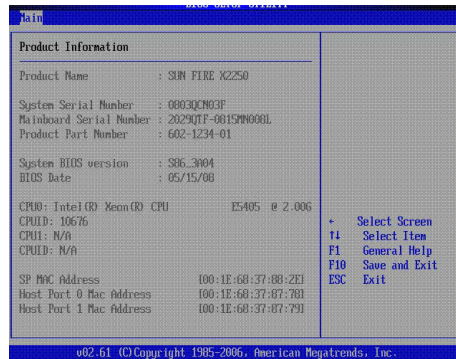 BIOS SETUP UTILITY
Main
Product Information
Product Name : SUN FIRE X2250
System Serial Number : 0803QCN03F
Mainboard Serial Number : 2029QTF-0815MN008L
Product Part Number : 602-1234-01
System BIOS version : S86_3A04
BIOS Date : 05/15/08
CPU0: Intel(R) Xeon(R) CPU E5405 @ 2.00G
CPUID: 10676
CPU1: N/A
CPUID: N/A
SP MAC Address [00:1E:68:37:88:2E]
Host Port 0 Mac Address [00:1E:68:37:87:78]
Host Port 1 Mac Address [00:1E:68:37:87:79]
← Select Screen
↑↓ Select Item
F1 General Help
F10 Save and Exit
ESC Exit
v02.61 (C)Copyright 1985-2006, American Megatrends, Inc.